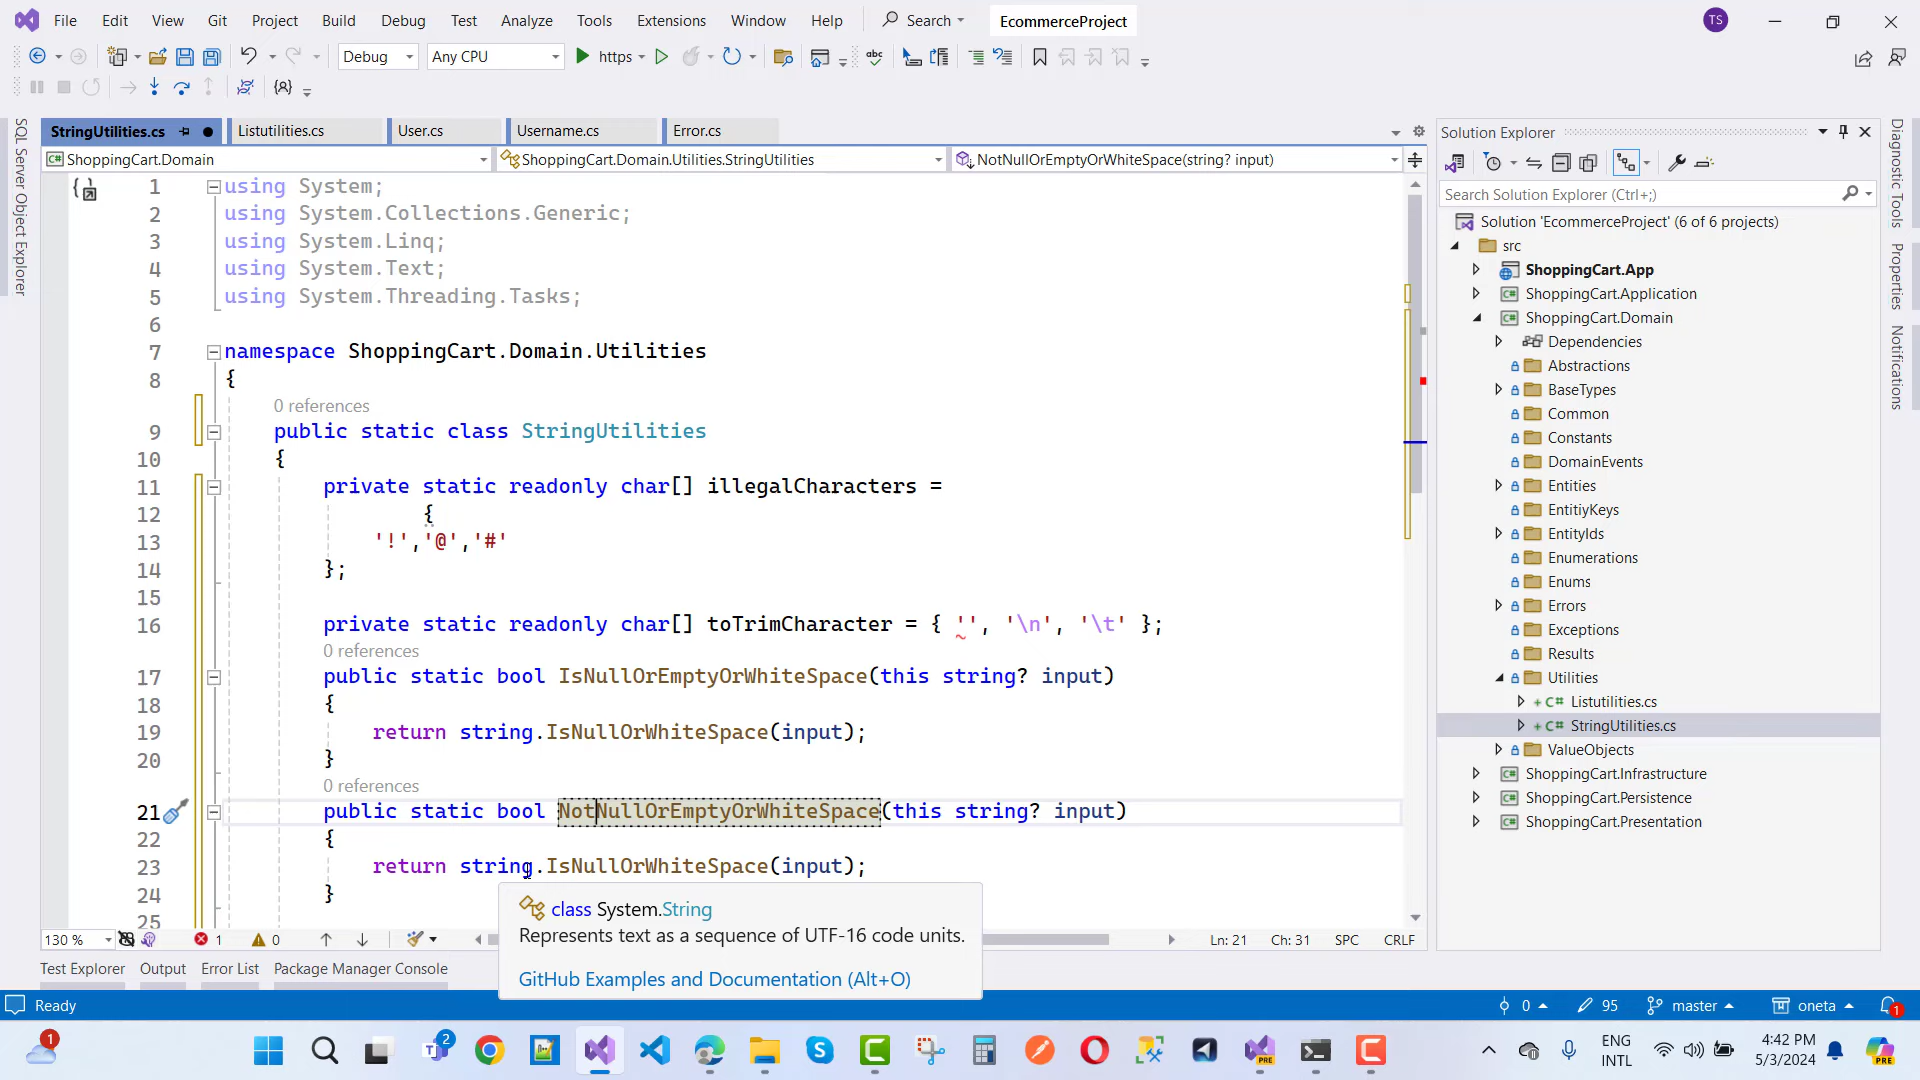 File Edit View Git Project Build Debug Test Analyze Tools Extensions Window Help Search EcommerceProject TS
Debug Any CPU https
StringUtilities.cs Listutilities.cs User.cs Username.cs Error.cs
ShoppingCart.Domain ShoppingCart.Domain.Utilities.StringUtilities NotNullOrEmptyOrWhiteSpace(string? input)
SQL Server Object Explorer
1 using System;
2 using System.Collections.Generic;
3 using System.Linq;
4 using System.Text;
5 using System.Threading.Tasks;
6
7 namespace ShoppingCart.Domain.Utilities
8 {
0 references
9 public static class StringUtilities
10 {
11 private static readonly char[] illegalCharacters =
12 {
13 '!','@','#'
14 };
15
16 private static readonly char[] toTrimCharacter = { '', '\n', '\t' };
0 references
17 public static bool IsNullOrEmptyOrWhiteSpace(this string? input)
18 {
19 return string.IsNullOrWhiteSpace(input);
20 }
0 references
21 public static bool NotNullOrEmptyOrWhiteSpace(this string? input)
22 {
23 return string.IsNullOrWhiteSpace(input);
24 }
25
class System.String
Represents text as a sequence of UTF-16 code units.
GitHub Examples and Documentation (Alt+O)
130 % 1 0 Ln: 21 Ch: 31 SPC CRLF
Solution Explorer
Search Solution Explorer (Ctrl+;)
Solution 'EcommerceProject' (6 of 6 projects)
src
ShoppingCart.App
C# ShoppingCart.Application
C# ShoppingCart.Domain
Dependencies
Abstractions
BaseTypes
Common
Constants
DomainEvents
Entities
EntitiyKeys
EntityIds
Enumerations
Enums
Errors
Exceptions
Results
Utilities
+ C# Listutilities.cs
+ C# StringUtilities.cs
ValueObjects
C# ShoppingCart.Infrastructure
C# ShoppingCart.Persistence
C# ShoppingCart.Presentation
Diagnostic Tools
Properties
Notifications
Test Explorer Output Error List Package Manager Console
Ready 0 95 master oneta 1
1 2 PRE ENG INTL 4:42 PM 5/3/2024 PRE